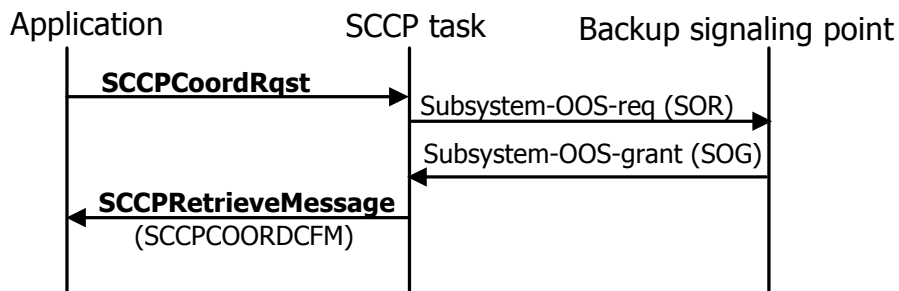 Application
SCCP task
Backup signaling point
SCCPCoordRqst
Subsystem-OOS-req (SOR)
Subsystem-OOS-grant (SOG)
SCCPRetrieveMessage
(SCCPCOORDCFM)